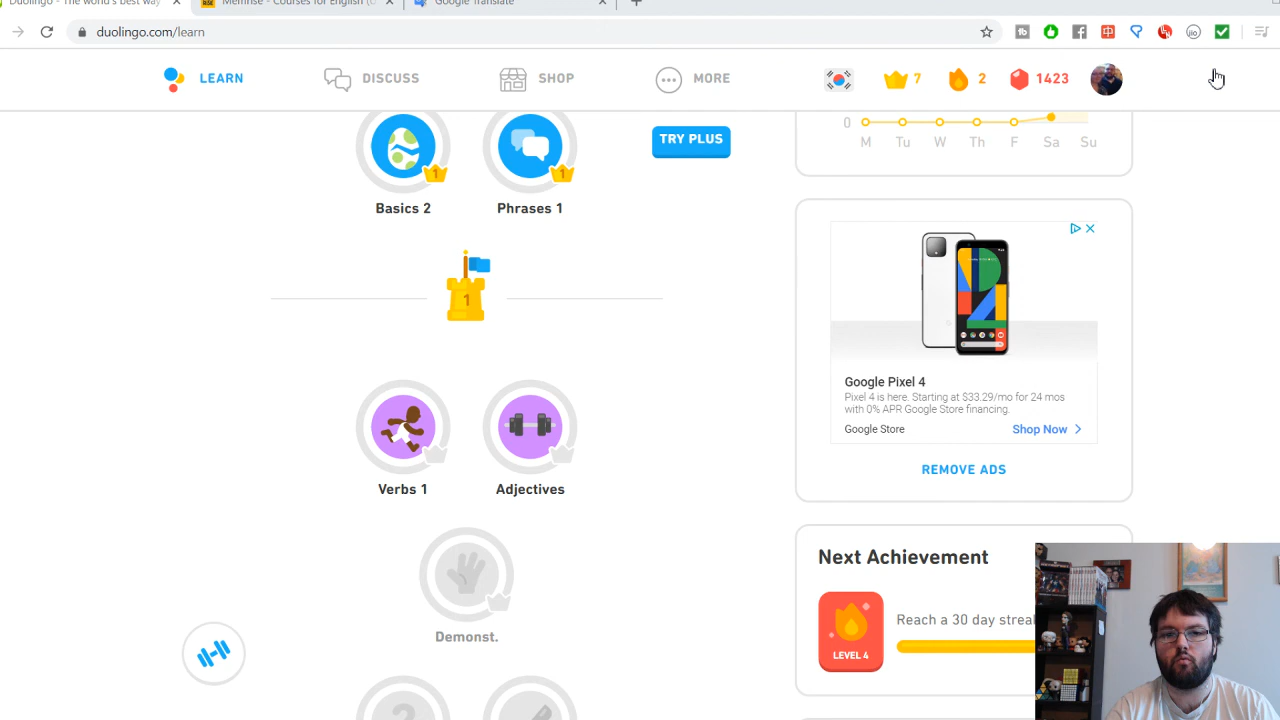 Duolingo - The world's best way
Memrise - Courses for English (
Google Translate
duolingo.com/learn
LEARN
DISCUSS
SHOP
MORE
7
2
1423
TRY PLUS
0
M Tu W Th F Sa Su
1
1
Basics 2
Phrases 1
1
Google Pixel 4
Pixel 4 is here. Starting at $33.29/mo for 24 mos
with 0% APR Google Store financing.
Google Store
Shop Now
REMOVE ADS
Verbs 1
Adjectives
Demonst.
Next Achievement
Reach a 30 day strea
LEVEL 4